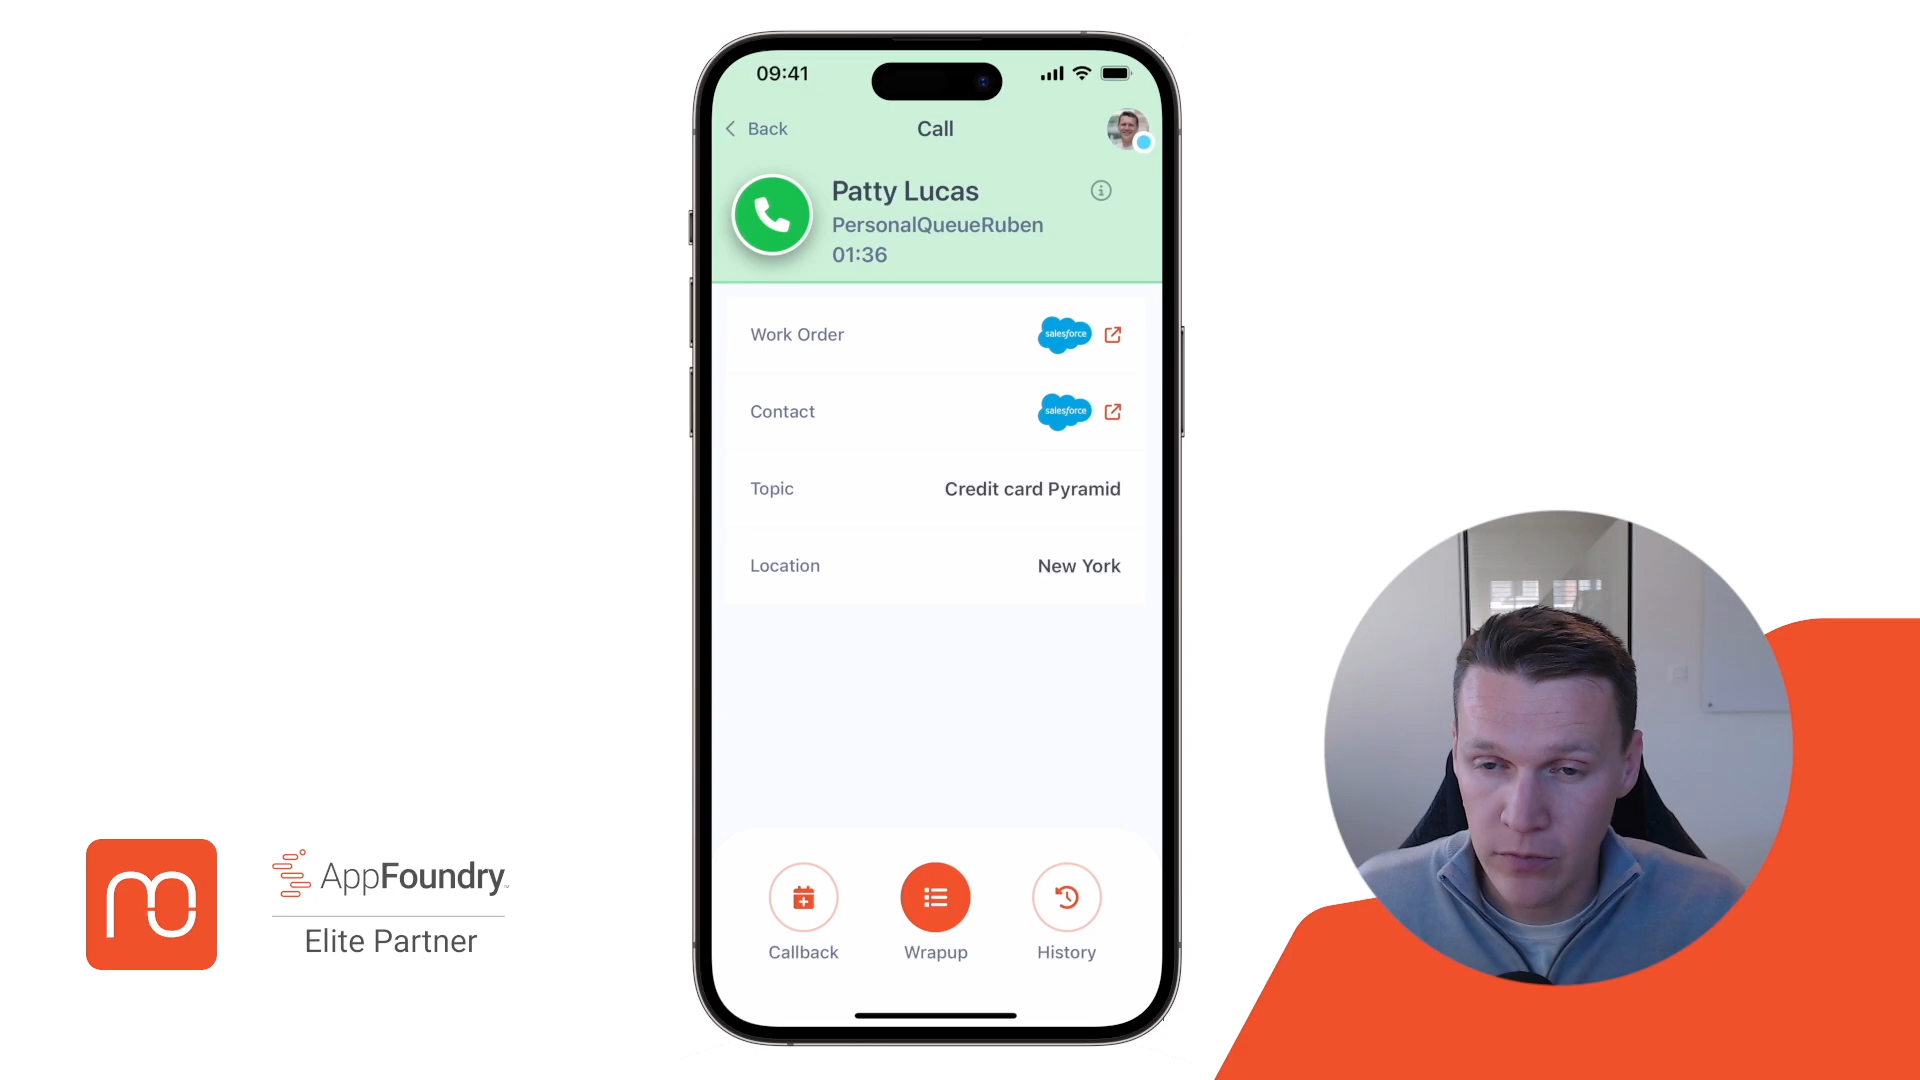 09:41
Back
Call
Patty Lucas
PersonalQueueRuben
01:36
Work Order
salesforce
Contact
salesforce
Topic
Credit card Pyramid
Location
New York
Callback
Wrapup
History
AppFoundry
Elite Partner